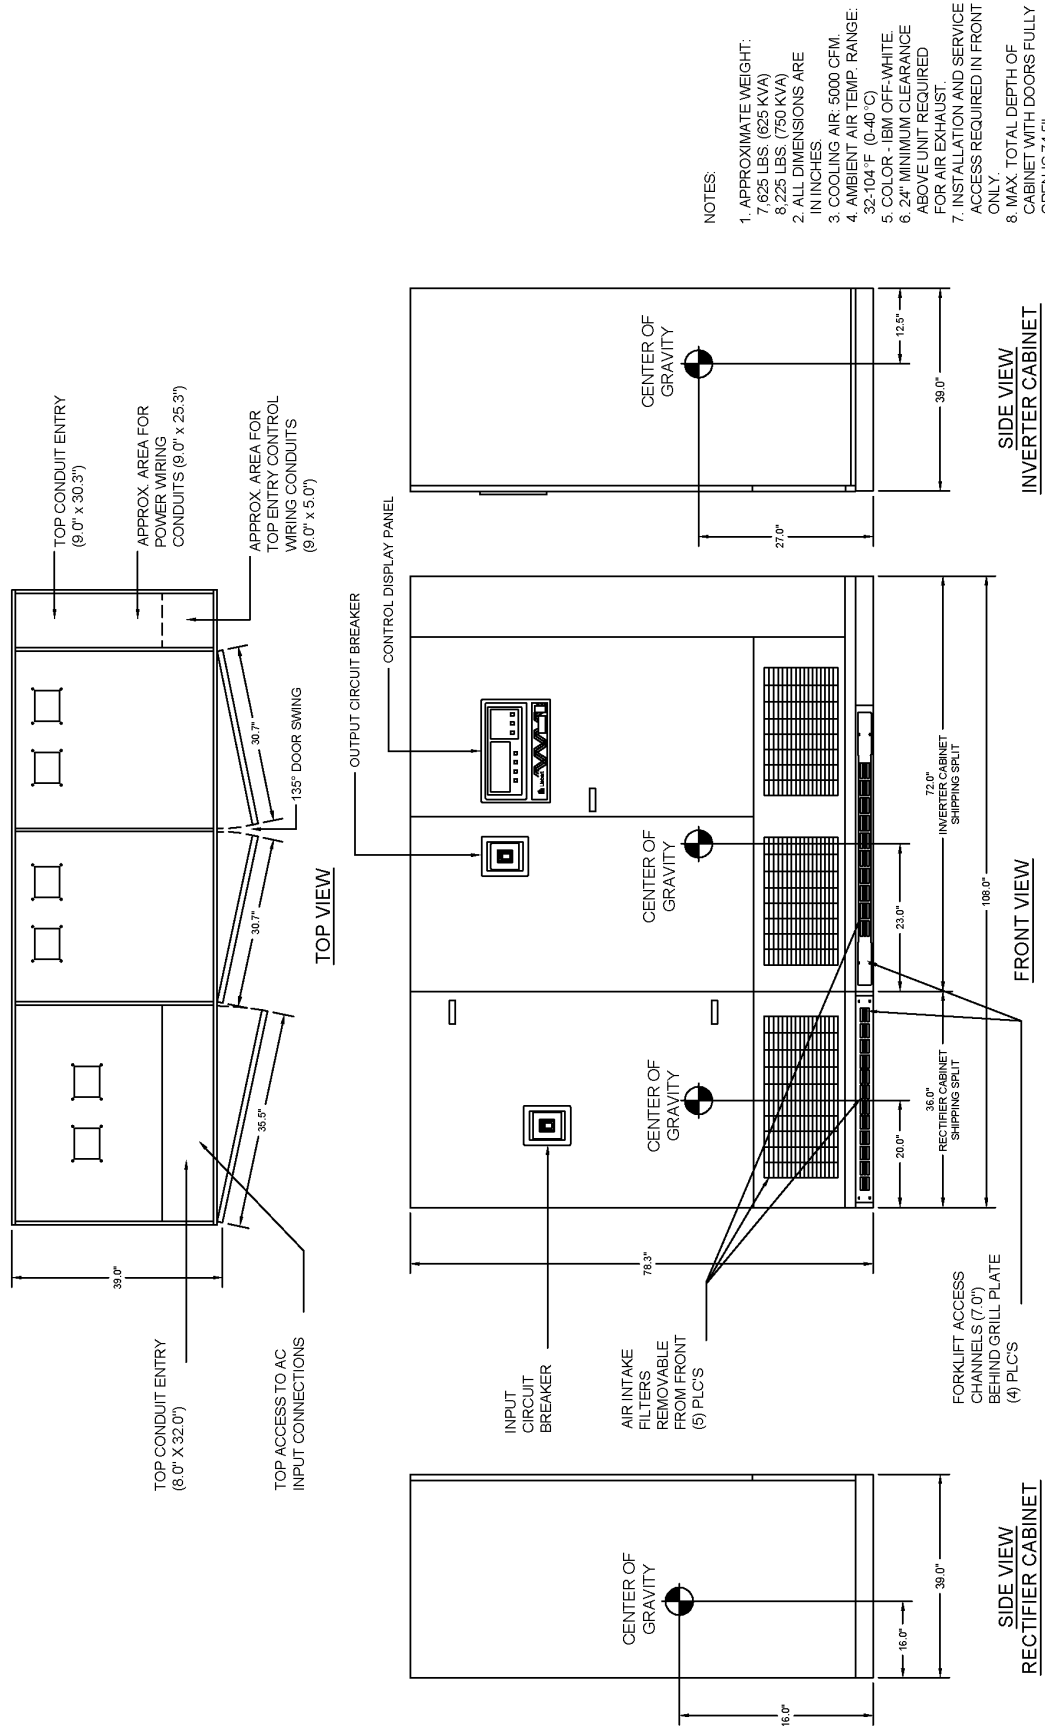 TOP CONDUIT ENTRY
(8.0" X 32.0")
TOP ACCESS TO AC
INPUT CONNECTIONS
39.0"
35.5"
30.7"
30.7"
135° DOOR SWING
TOP CONDUIT ENTRY
(9.0" x 30.3")
APPROX. AREA FOR
POWER WIRING
CONDUITS (9.0" x 25.3")
APPROX. AREA FOR
TOP ENTRY CONTROL
WIRING CONDUITS
(9.0" x 5.0")
TOP VIEW
OUTPUT CIRCUIT BREAKER
CONTROL DISPLAY PANEL
INPUT
CIRCUIT
BREAKER
AIR INTAKE
FILTERS
REMOVABLE
FROM FRONT
(5) PLC'S
FORKLIFT ACCESS
CHANNELS (7.0")
BEHIND GRILL PLATE
(4) PLC'S
CENTER OF
GRAVITY
16.0"
16.0"
39.0"
SIDE VIEW
RECTIFIER CABINET
78.3"
CENTER OF
GRAVITY
CENTER OF
GRAVITY
20.0"
23.0"
36.0"
RECTIFIER CABINET
SHIPPING SPLIT
72.0"
INVERTER CABINET
SHIPPING SPLIT
108.0"
FRONT VIEW
CENTER OF
GRAVITY
27.0"
12.5"
39.0"
SIDE VIEW
INVERTER CABINET
NOTES:
1. APPROXIMATE WEIGHT:
7,625 LBS. (625 KVA)
8,225 LBS. (750 KVA)
2. ALL DIMENSIONS ARE
IN INCHES.
3. COOLING AIR: 5000 CFM.
4. AMBIENT AIR TEMP. RANGE:
32-104°F (0-40°C)
5. COLOR - IBM OFF-WHITE.
6. 24" MINIMUM CLEARANCE
ABOVE UNIT REQUIRED
FOR AIR EXHAUST.
7. INSTALLATION AND SERVICE
ACCESS REQUIRED IN FRONT
ONLY.
8. MAX. TOTAL DEPTH OF
CABINET WITH DOORS FULLY
OPEN IS 74.5"